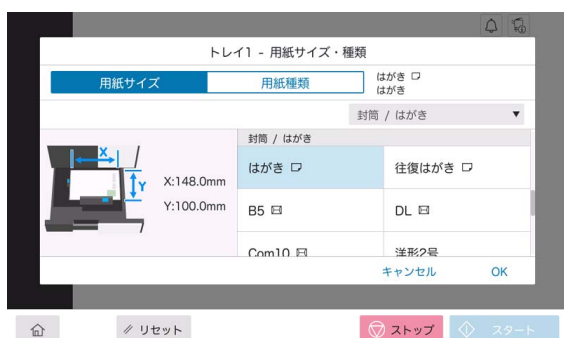 トレイ1 - 用紙サイズ・種類
用紙サイズ
用紙種類
はがき
はがき
封筒 / はがき
封筒 / はがき
はがき
往復はがき
X
Y
X:148.0mm
Y:100.0mm
B5
DL
Com10
洋形2号
キャンセル
OK
リセット
ストップ
スタート